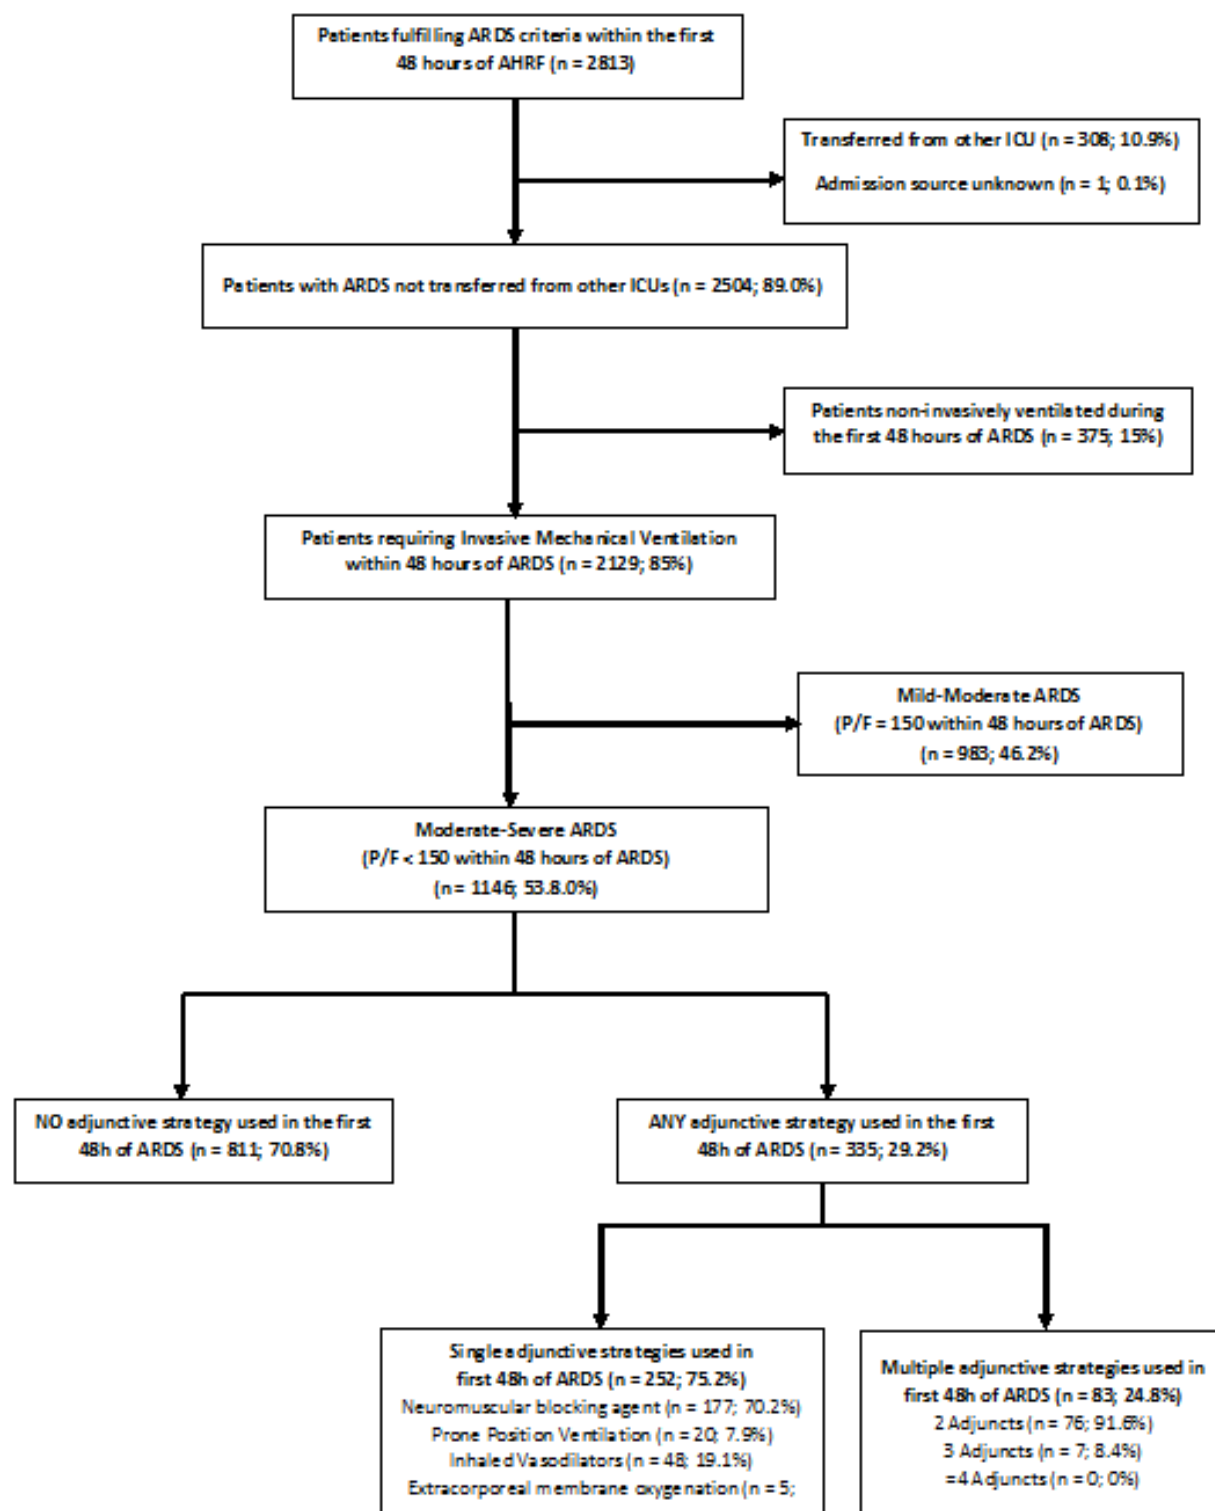 Patients fulfilling ARDS criteria within the first
48 hours of AHRF (n = 2813)
Transferred from other ICU (n = 308; 10.9%)
Admission source unknown (n = 1; 0.1%)
Patients with ARDS not transferred from other ICUs (n = 2504; 89.0%)
Patients non-invasively ventilated during
the first 48 hours of ARDS (n = 375; 15%)
Patients requiring Invasive Mechanical Ventilation
within 48 hours of ARDS (n = 2129; 85%)
Mild-Moderate ARDS
(P/F = 150 within 48 hours of ARDS)
(n = 983; 46.2%)
Moderate-Severe ARDS
(P/F < 150 within 48 hours of ARDS)
(n = 1146; 53.8.0%)
NO adjunctive strategy used in the first
48h of ARDS (n = 811; 70.8%)
ANY adjunctive strategy used in the first
48h of ARDS (n = 335; 29.2%)
Single adjunctive strategies used in
first 48h of ARDS (n = 252; 75.2%)
Neuromuscular blocking agent (n = 177; 70.2%)
Prone Position Ventilation (n = 20; 7.9%)
Inhaled Vasodilators (n = 48; 19.1%)
Extracorporeal membrane oxygenation (n = 5;
Multiple adjunctive strategies used in
first 48h of ARDS (n = 83; 24.8%)
2 Adjuncts (n = 76; 91.6%)
3 Adjuncts (n = 7; 8.4%)
=4 Adjuncts (n = 0; 0%)